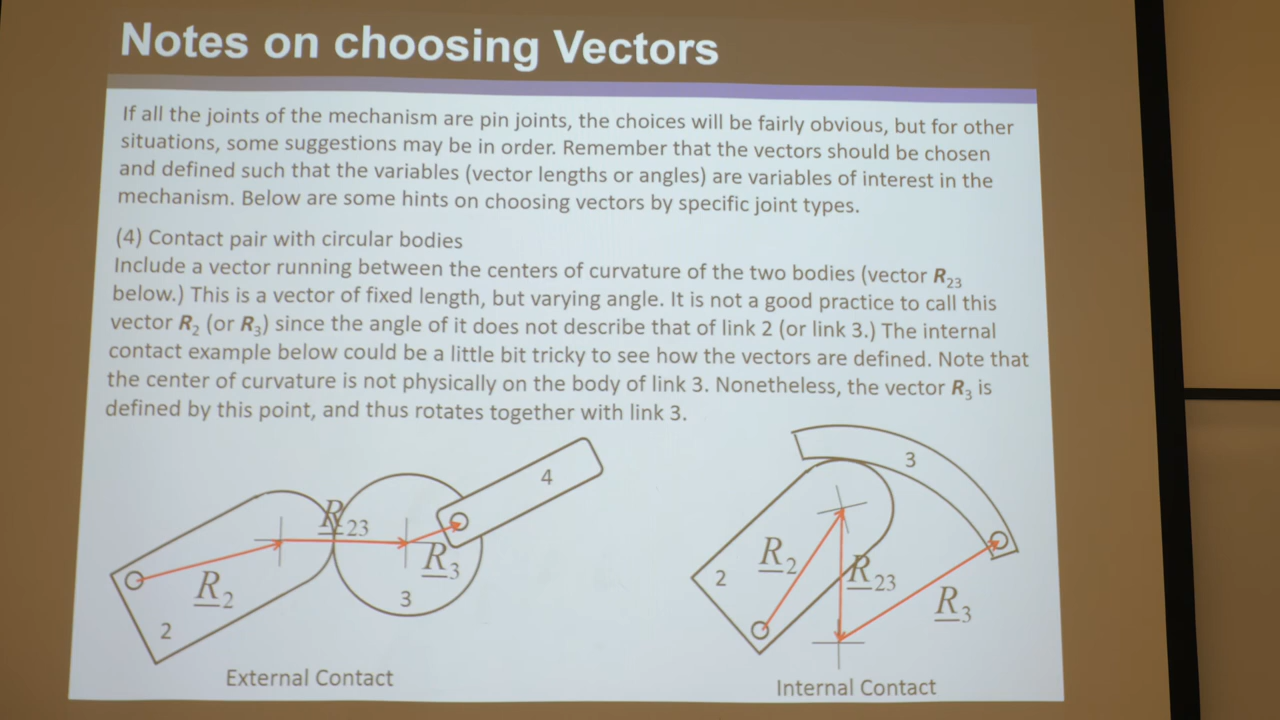 Notes on choosing Vectors
If all the joints of the mechanism are pin joints, the choices will be fairly obvious, but for other
situations, some suggestions may be in order. Remember that the vectors should be chosen
and defined such that the variables (vector lengths or angles) are variables of interest in the
mechanism. Below are some hints on choosing vectors by specific joint types.
(4) Contact pair with circular bodies
Include a vector running between the centers of curvature of the two bodies (vector R23
below.) This is a vector of fixed length, but varying angle. It is not a good practice to call this
vector R2 (or R3) since the angle of it does not describe that of link 2 (or link 3.) The internal
contact example below could be a little bit tricky to see how the vectors are defined. Note that
the center of curvature is not physically on the body of link 3. Nonetheless, the vector R3 is
defined by this point, and thus rotates together with link 3.
R2
2
R23
R3
3
4
External Contact
R2
2
R23
R3
3
Internal Contact